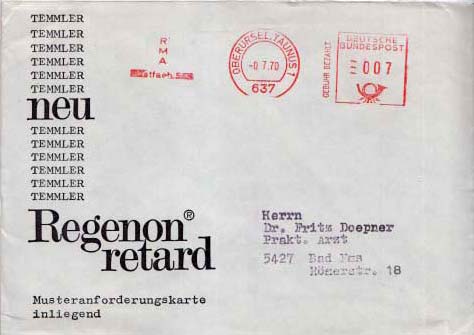 TEMMLER
TEMMLER
TEMMLER
TEMMLER
TEMMLER
TEMMLER
neu
TEMMLER
TEMMLER
TEMMLER
TEMMLER
TEMMLER
TEMMLER
Regenon®
retard
Musteranforderungskarte
inliegend
R
M
A
OBERURSEL, TAUNUS 1
7.70
637
GEBÜHR BEZAHLT
DEUTSCHE
BUNDESPOST
007
Herrn
Dr. Fritz Doepner
Prakt. Arzt
5427 Bad Ems
Römerstr. 18